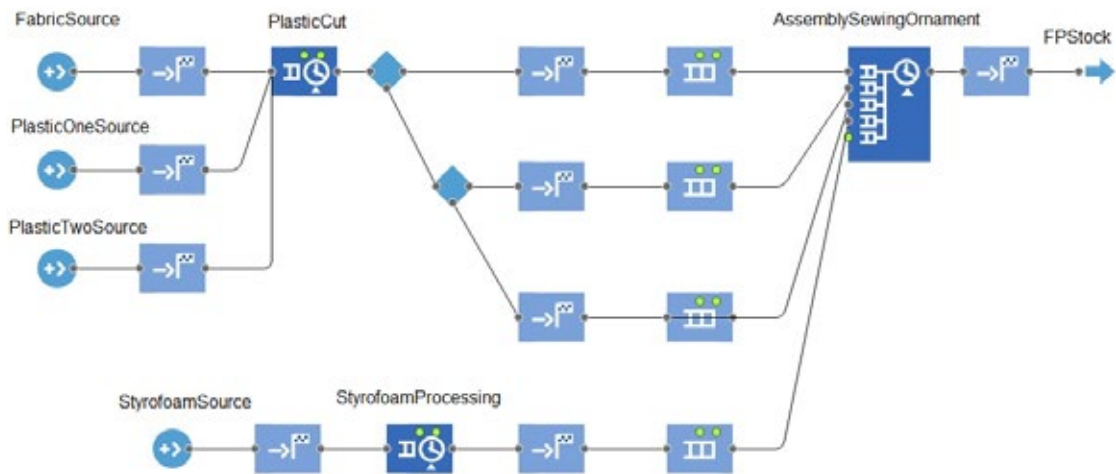 FabricSource
PlasticCut
AssemblySewingOrnament
FPStock
PlasticOneSource
PlasticTwoSource
StyrofoamSource
StyrofoamProcessing